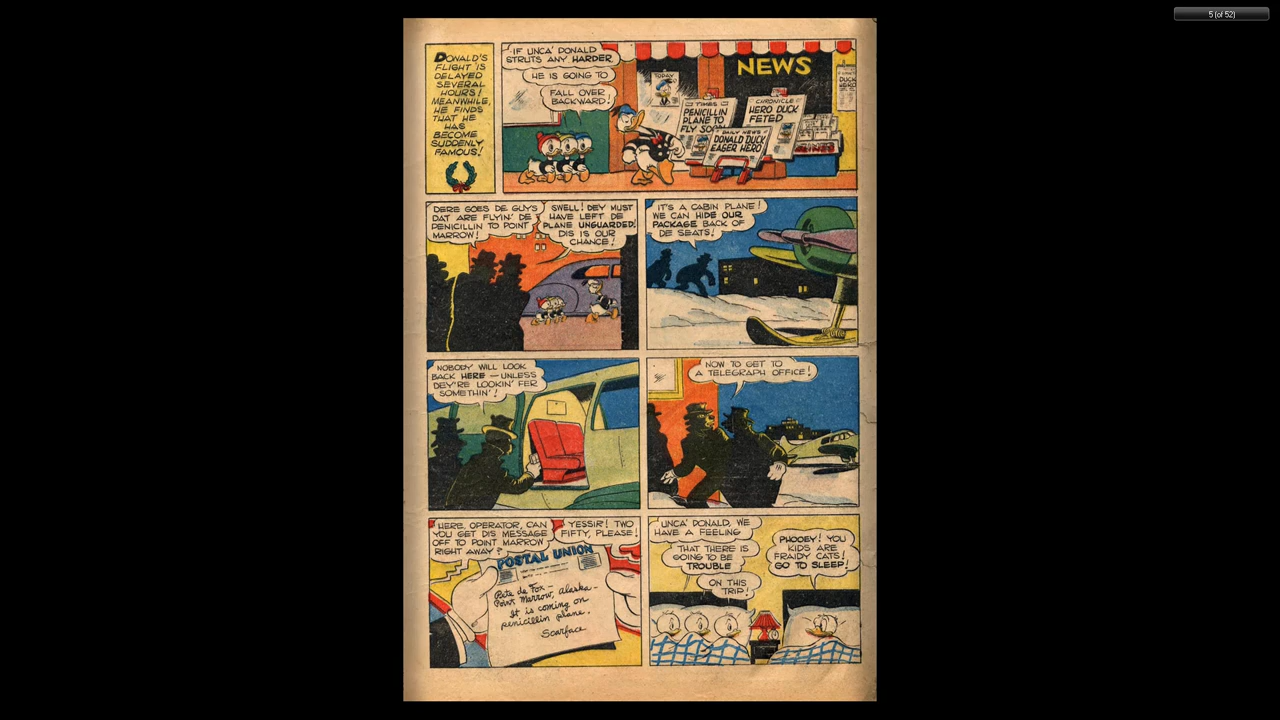 5 (of 52)
DONALD'S
FLIGHT IS
DELAYED
SEVERAL
HOURS!
MEANWHILE,
HE FINDS
THAT HE
HAS
BECOME
SUDDENLY
FAMOUS!
IF UNCA' DONALD
STRUTS ANY HARDER,
HE IS GOING TO
FALL OVER
BACKWARD!
NEWS
TODAY
TIMES
PENICILLIN
PLANE TO
FLY SOON
CHRONICLE
HERO DUCK
FETED
DAILY NEWS
DONALD DUCK
EAGER HERO
DUCK
DERE GOES DE GUYS
DAT ARE FLYIN' DE
PENICILLIN TO POINT
MARROW!
SWELL! DEY MUST
HAVE LEFT DE
PLANE UNGUARDED!
DIS IS OUR
CHANCE!
IT'S A CABIN PLANE!
WE CAN HIDE OUR
PACKAGE BACK OF
DE SEATS!
NOBODY WILL LOOK
BACK HERE — UNLESS
DEY'RE LOOKIN' FER
SOMETHIN'!
NOW TO GET TO
A TELEGRAPH OFFICE!
HERE, OPERATOR, CAN
YOU GET DIS MESSAGE
OFF TO POINT MARROW
RIGHT AWAY?
YESSIR! TWO
FIFTY, PLEASE!
POSTAL UNION
Pete de Fox —
Point Marrow, Alaska —
It is coming on
penicillin plane.
Scarface
UNCA' DONALD, WE
HAVE A FEELING
THAT THERE IS
GOING TO BE
TROUBLE
ON THIS
TRIP!
PHOOEY! YOU
KIDS ARE
FRAIDY CATS!
GO TO SLEEP!